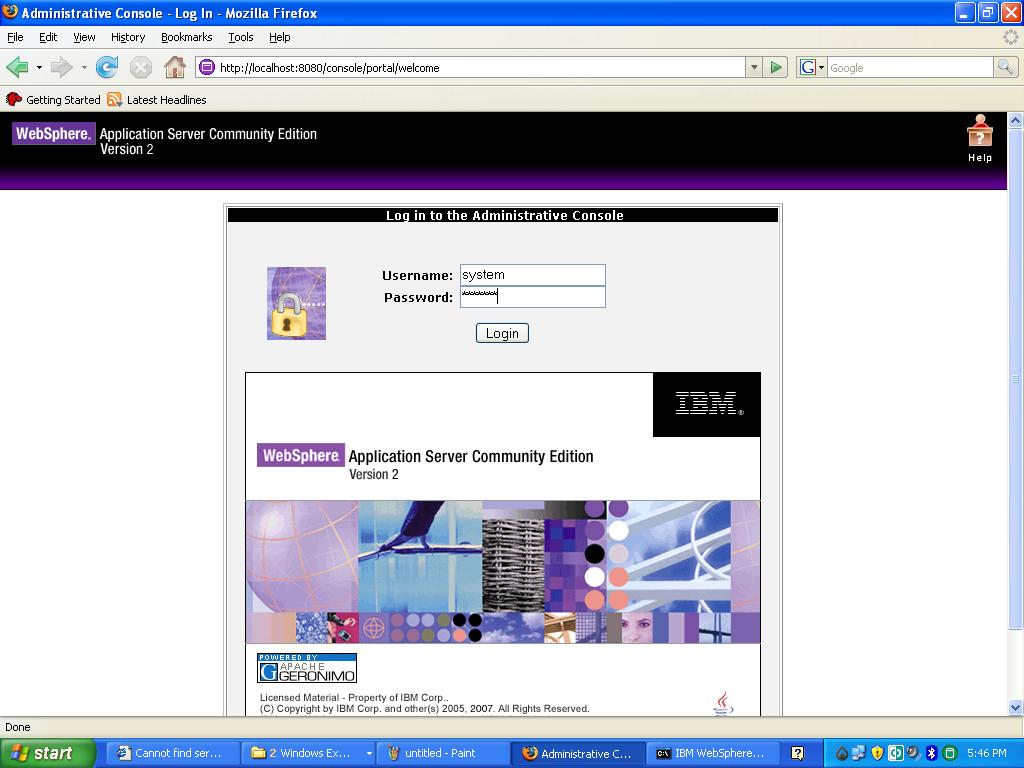 Administrative Console - Log In - Mozilla Firefox
File Edit View History Bookmarks Tools Help
http://localhost:8080/console/portal/welcome
G Google
Getting Started Latest Headlines
WebSphere. Application Server Community Edition
Version 2
Help
Log in to the Administrative Console
Username: system
Password: *******
Login
IBM®
WebSphere. Application Server Community Edition
Version 2
POWERED BY
APACHE
GERONIMO
Licensed Material - Property of IBM Corp..
(C) Copyright by IBM Corp. and other(s) 2005, 2007. All Rights Reserved.
Done
start Cannot find ser... 2 Windows Ex... untitled - Paint Administrative C... IBM WebSphere... 5:46 PM